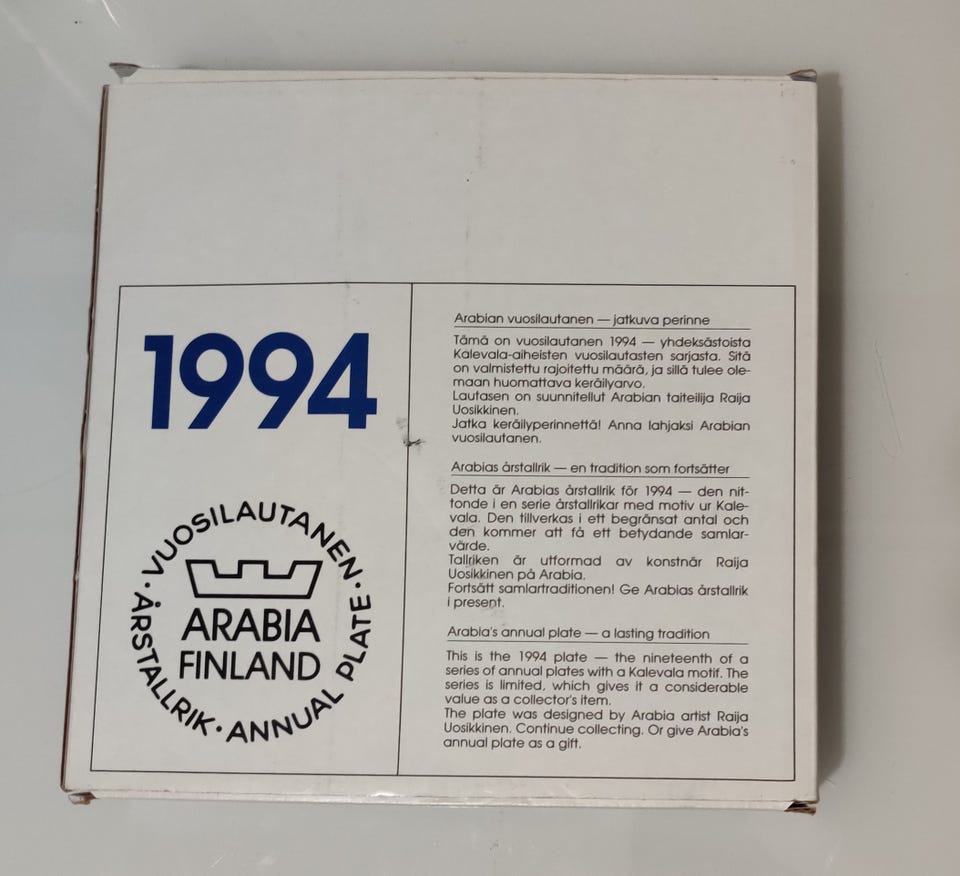 1994
VUOSILAUTANEN · ANNUAL PLATE · ÅRSTALLRIK ·
ARABIA
FINLAND
Arabian vuosilautanen — jatkuva perinne
Tämä on vuosilautanen 1994 — yhdeksästoista
Kalevala-aiheisten vuosilautasten sarjasta. Sitä
on valmistettu rajoitettu määrä, ja sillä tulee ole-
maan huomattava keräilyarvo.
Lautasen on suunnitellut Arabian taiteilija Raija
Uosikkinen.
Jatka keräilyperinnettä! Anna lahjaksi Arabian
vuosilautanen.
Arabias årstallrik — en tradition som fortsätter
Detta är Arabias årstallrik för 1994 — den nit-
tonde i en serie årstallrikar med motiv ur Kale-
vala. Den tillverkas i ett begränsat antal och
den kommer att få ett betydande samlar-
värde.
Tallriken är utformad av konstnär Raija
Uosikkinen på Arabia.
Fortsätt samlartraditionen! Ge Arabias årstallrik
i present.
Arabia's annual plate — a lasting tradition
This is the 1994 plate — the nineteenth of a
series of annual plates with a Kalevala motif. The
series is limited, which gives it a considerable
value as a collector's item.
The plate was designed by Arabia artist Raija
Uosikkinen. Continue collecting. Or give Arabia's
annual plate as a gift.